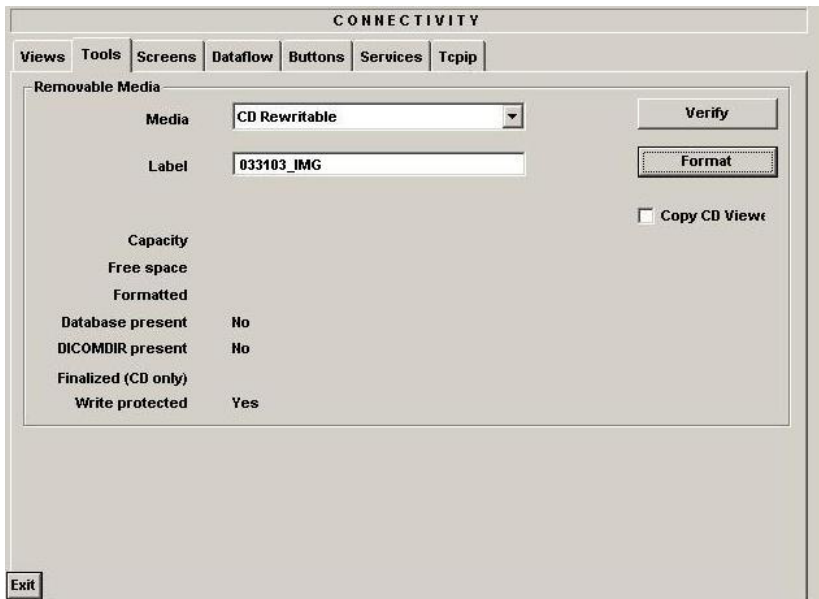 CONNECTIVITY
Views Tools Screens Dataflow Buttons Services Tcpip
Removable Media
Media CD Rewritable Verify
Label 033103_IMG Format
Copy CD Viewe
Capacity
Free space
Formatted
Database present No
DICOMDIR present No
Finalized (CD only)
Write protected Yes
Exit